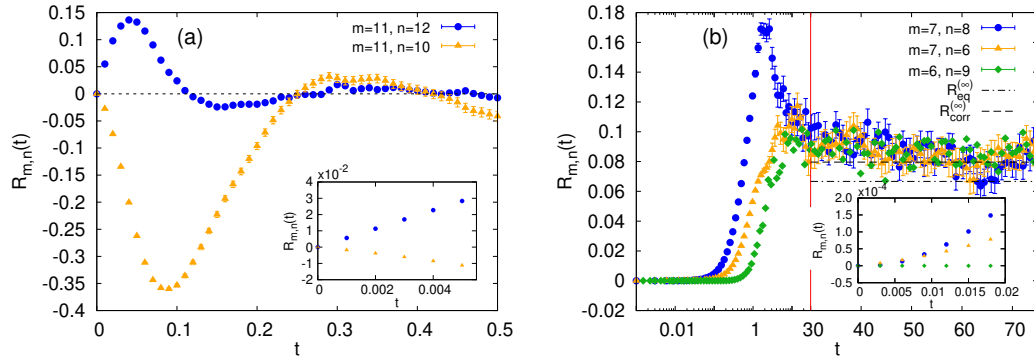 (a)
m=11, n=12
m=11, n=10
R_{m,n}(t)
0.15
0.1
0.05
0
-0.05
-0.1
-0.15
-0.2
-0.25
-0.3
-0.35
-0.4
0 0.1 0.2 0.3 0.4 0.5
t
×10^{-2}
R_{m,n}(t)
4
3
2
1
0
-1
-2
0 0.002 0.004
t
(b)
m=7, n=8
m=7, n=6
m=6, n=9
R_{eq}^{(∞)}
R_{corr}^{(∞)}
R_{m,n}(t)
0.18
0.16
0.14
0.12
0.1
0.08
0.06
0.04
0.02
0
-0.02
0.01 1 30 40 50 60 70
t
×10^{-4}
R_{m,n}(t)
2.0
1.5
1.0
0.5
0
-0.5
0 0.005 0.01 0.015 0.02
t